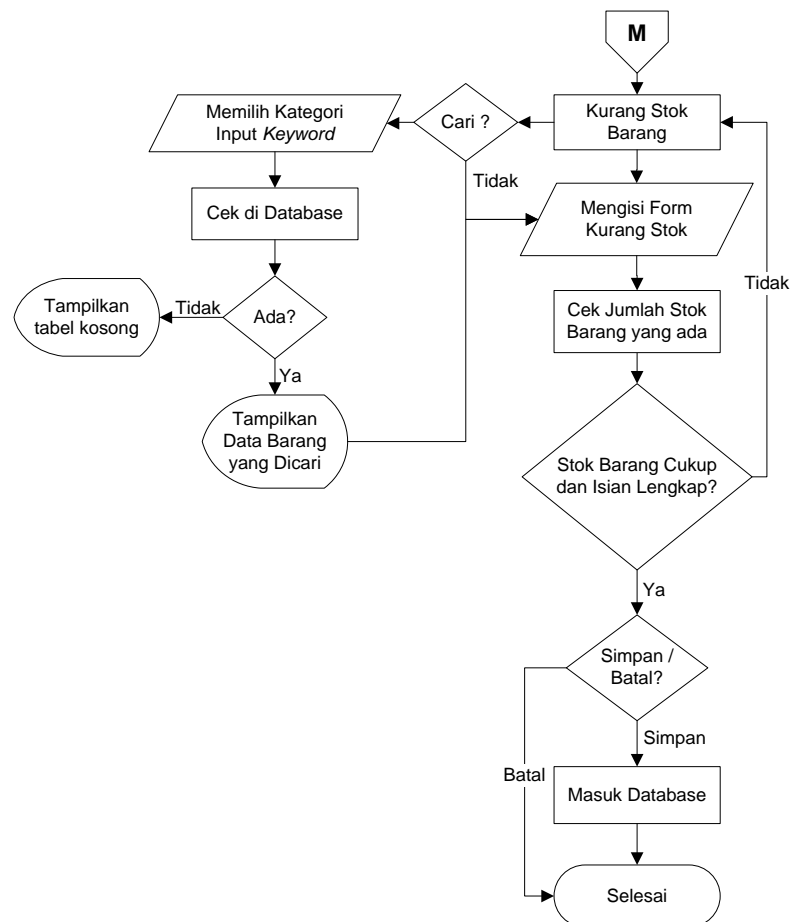 M
Kurang Stok
Barang
Cari ?
Memilih Kategori
Input Keyword
Tidak
Cek di Database
Mengisi Form
Kurang Stok
Tidak
Ada?
Tidak
Tampilkan
tabel kosong
Cek Jumlah Stok
Barang yang ada
Ya
Tampilkan
Data Barang
yang Dicari
Stok Barang Cukup
dan Isian Lengkap?
Ya
Simpan /
Batal?
Simpan
Batal
Masuk Database
Selesai